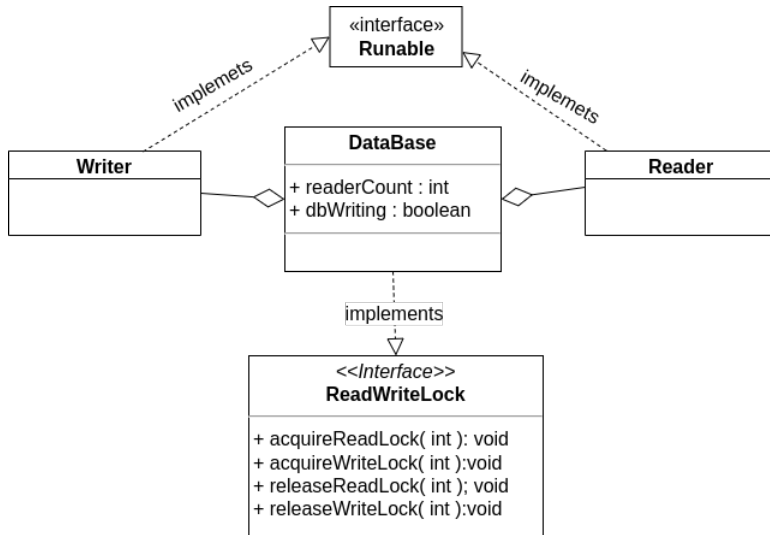 «interface»
Runable
implemets
implemets
Writer
DataBase
+ readerCount : int
+ dbWriting : boolean
Reader
implements
<<Interface>>
ReadWriteLock
+ acquireReadLock( int ): void
+ acquireWriteLock( int ):void
+ releaseReadLock( int ); void
+ releaseWriteLock( int ):void